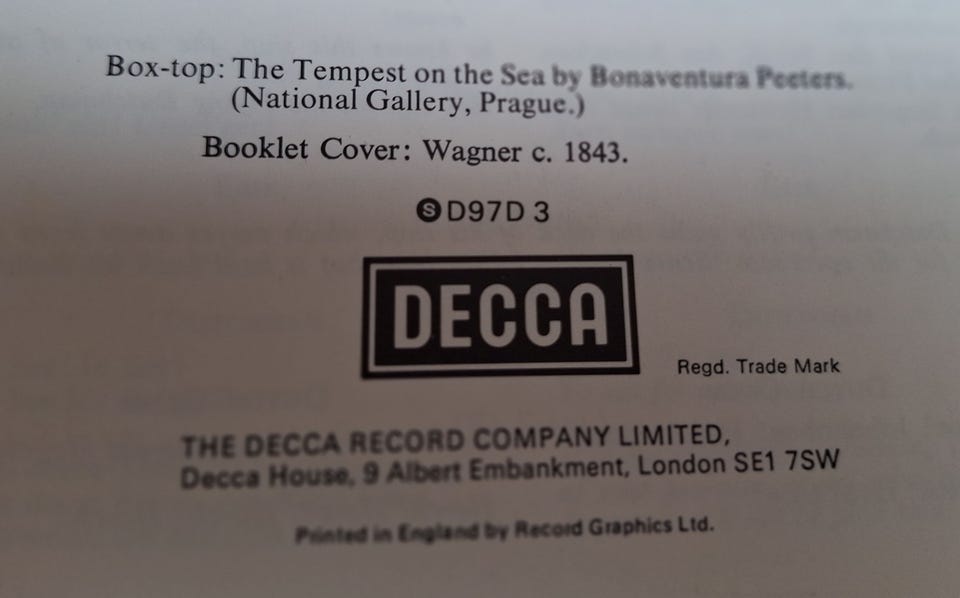 Box-top: The Tempest on the Sea by Bonaventura Peeters.
(National Gallery, Prague.)
Booklet Cover: Wagner c. 1843.
Ⓢ D97D 3
DECCA
Regd. Trade Mark
THE DECCA RECORD COMPANY LIMITED,
Decca House, 9 Albert Embankment, London SE1 7SW
Printed in England by Record Graphics Ltd.